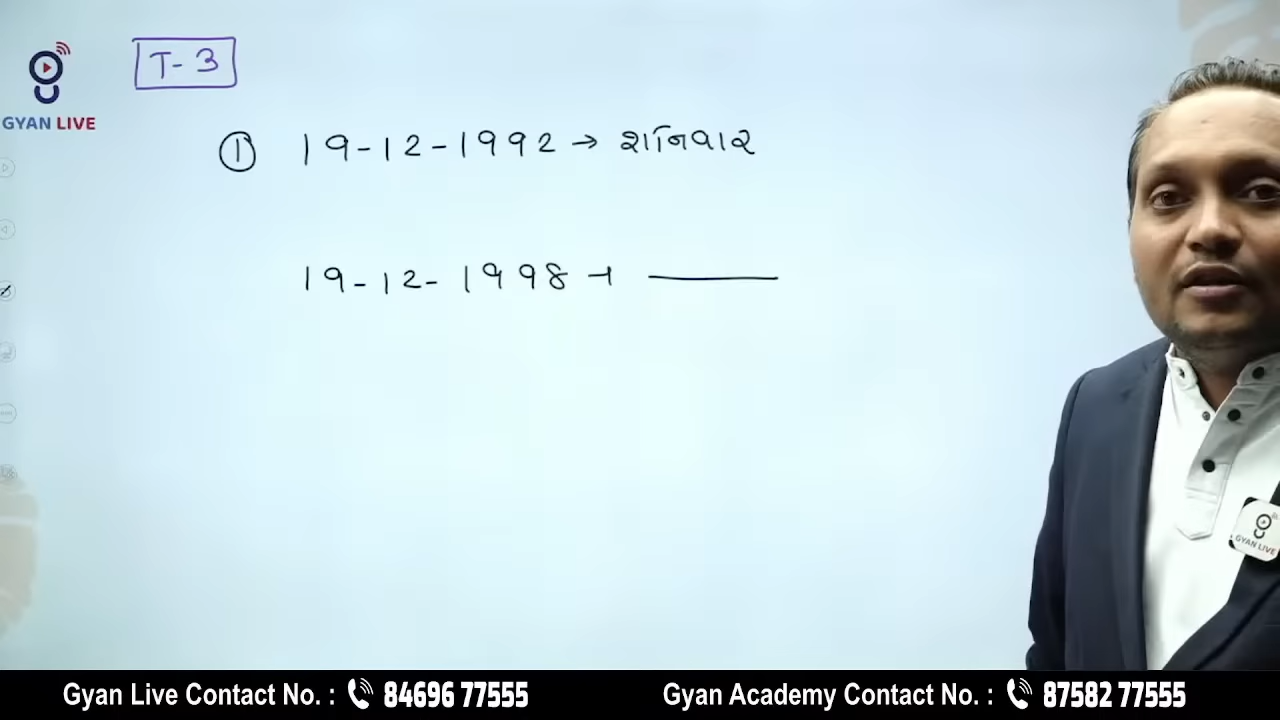 T-3
GYAN LIVE
① 19-12-1992 → શનિવાર
19-12-1998 → ______
GYAN LIVE
Gyan Live Contact No. : 84696 77555
Gyan Academy Contact No. : 87582 77555